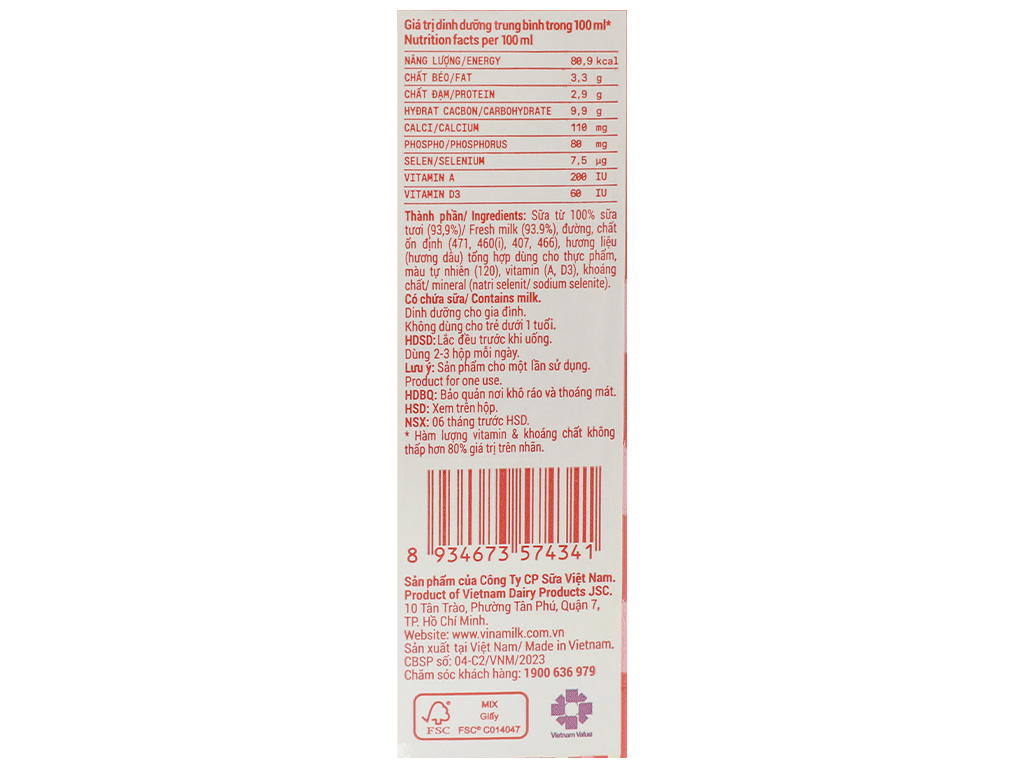 Giá trị dinh dưỡng trung bình trong 100 ml*
Nutrition facts per 100 ml
NĂNG LƯỢNG/ENERGY 80,9 kcal
CHẤT BÉO/FAT 3,3 g
CHẤT ĐẠM/PROTEIN 2,9 g
HYĐRAT CACBON/CARBOHYDRATE 9,9 g
CALCI/CALCIUM 110 mg
PHOSPHO/PHOSPHORUS 80 mg
SELEN/SELENIUM 7,5 µg
VITAMIN A 200 IU
VITAMIN D3 60 IU
Thành phần/ Ingredients: Sữa từ 100% sữa
tươi (93,9%)/ Fresh milk (93.9%), đường, chất
ổn định (471, 460(i), 407, 466), hương liệu
(hương dâu) tổng hợp dùng cho thực phẩm,
màu tự nhiên (120), vitamin (A, D3), khoáng
chất/ mineral (natri selenit/ sodium selenite).
Có chứa sữa/ Contains milk.
Dinh dưỡng cho gia đình.
Không dùng cho trẻ dưới 1 tuổi.
HDSD: Lắc đều trước khi uống.
Dùng 2-3 hộp mỗi ngày.
Lưu ý: Sản phẩm cho một lần sử dụng.
Product for one use.
HDBQ: Bảo quản nơi khô ráo và thoáng mát.
HSD: Xem trên hộp.
NSX: 06 tháng trước HSD.
* Hàm lượng vitamin & khoáng chất không
thấp hơn 80% giá trị trên nhãn.
8 934673 574341
Sản phẩm của Công Ty CP Sữa Việt Nam.
Product of Vietnam Dairy Products JSC.
10 Tân Trào, Phường Tân Phú, Quận 7,
TP. Hồ Chí Minh.
Website: www.vinamilk.com.vn
Sản xuất tại Việt Nam/ Made in Vietnam.
CBSP số: 04-C2/VNM/2023
Chăm sóc khách hàng: 1900 636 979
MIX
Giấy
FSC FSC® C014047
Vietnam Value